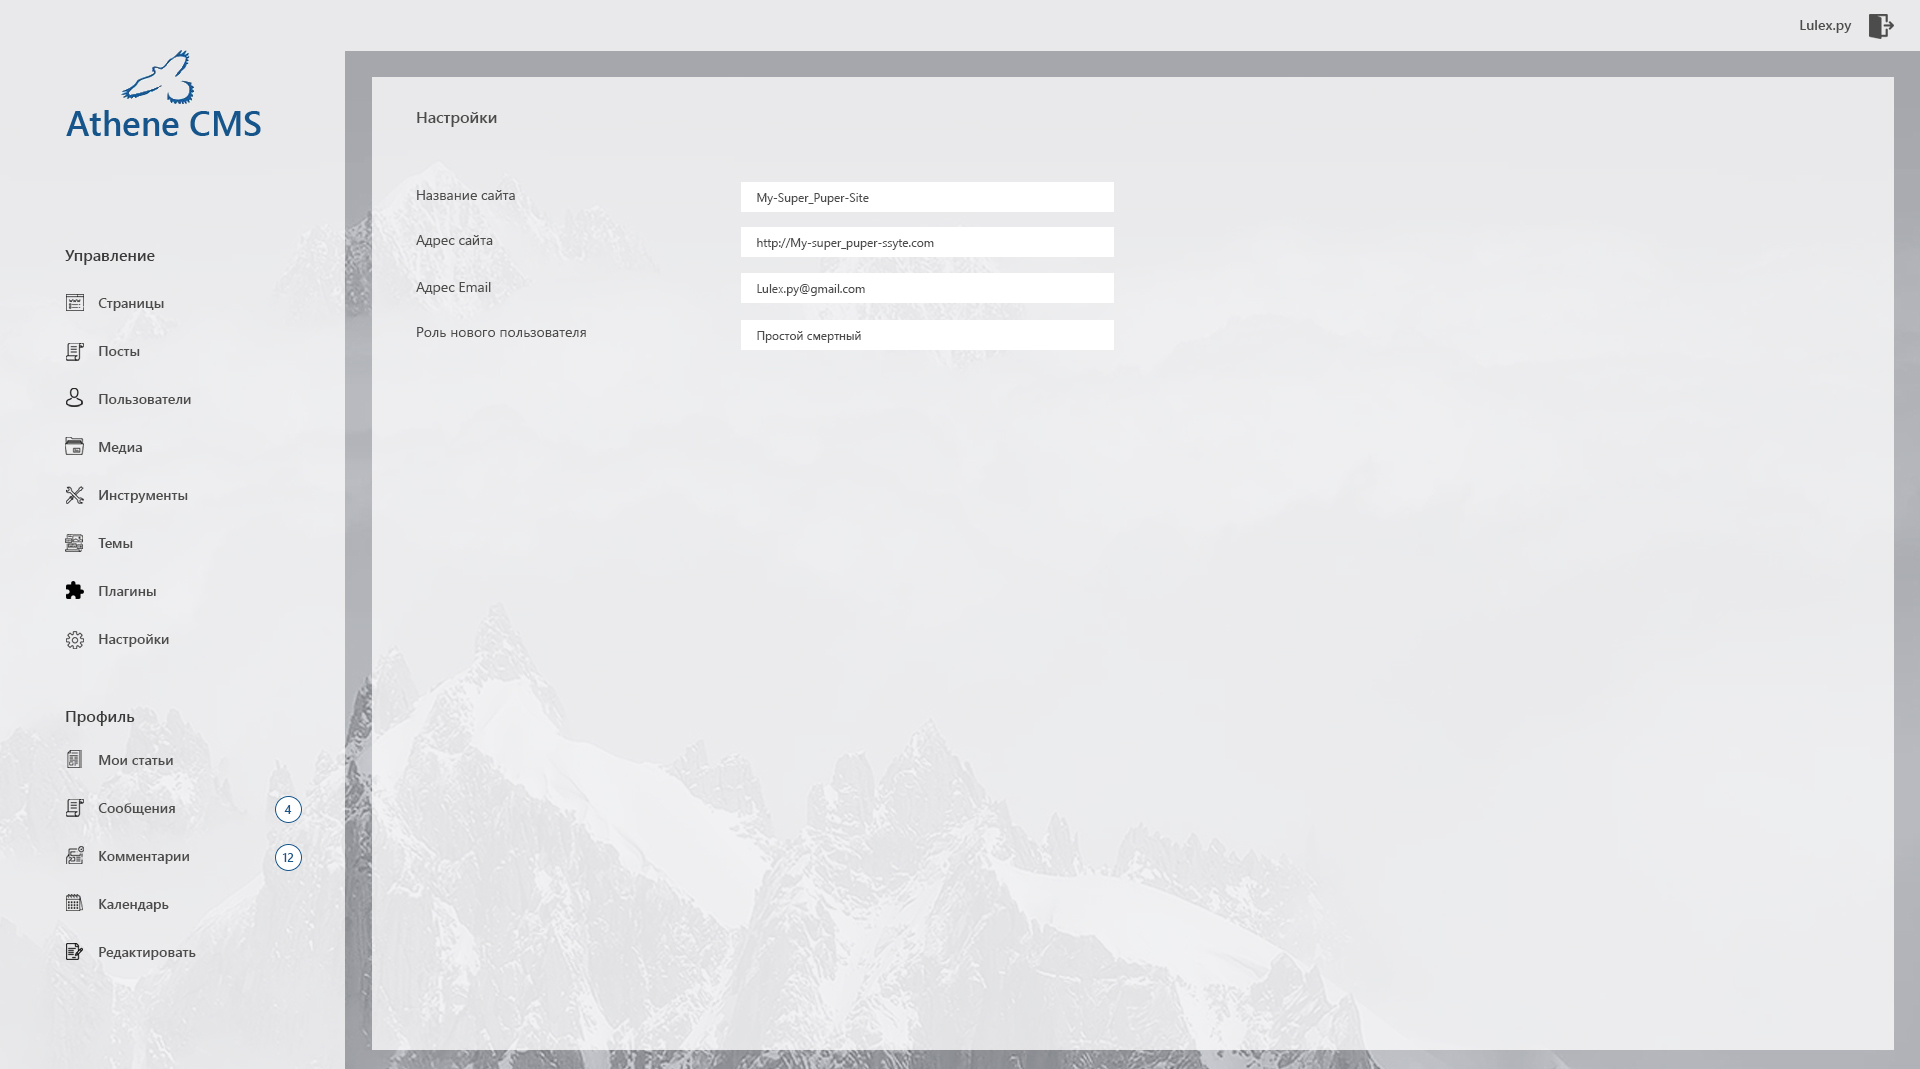 Lulex.py
Athene CMS
Настройки
Название сайта
My-Super_Puper-Site
Адрес сайта
http://My-super_puper-ssyte.com
Адрес Email
Lulex.py@gmail.com
Роль нового пользователя
Простой смертный
Управление
Страницы
Посты
Пользователи
Медиа
Инструменты
Темы
Плагины
Настройки
Профиль
Мои статьи
Сообщения 4
Комментарии 12
Календарь
Редактировать